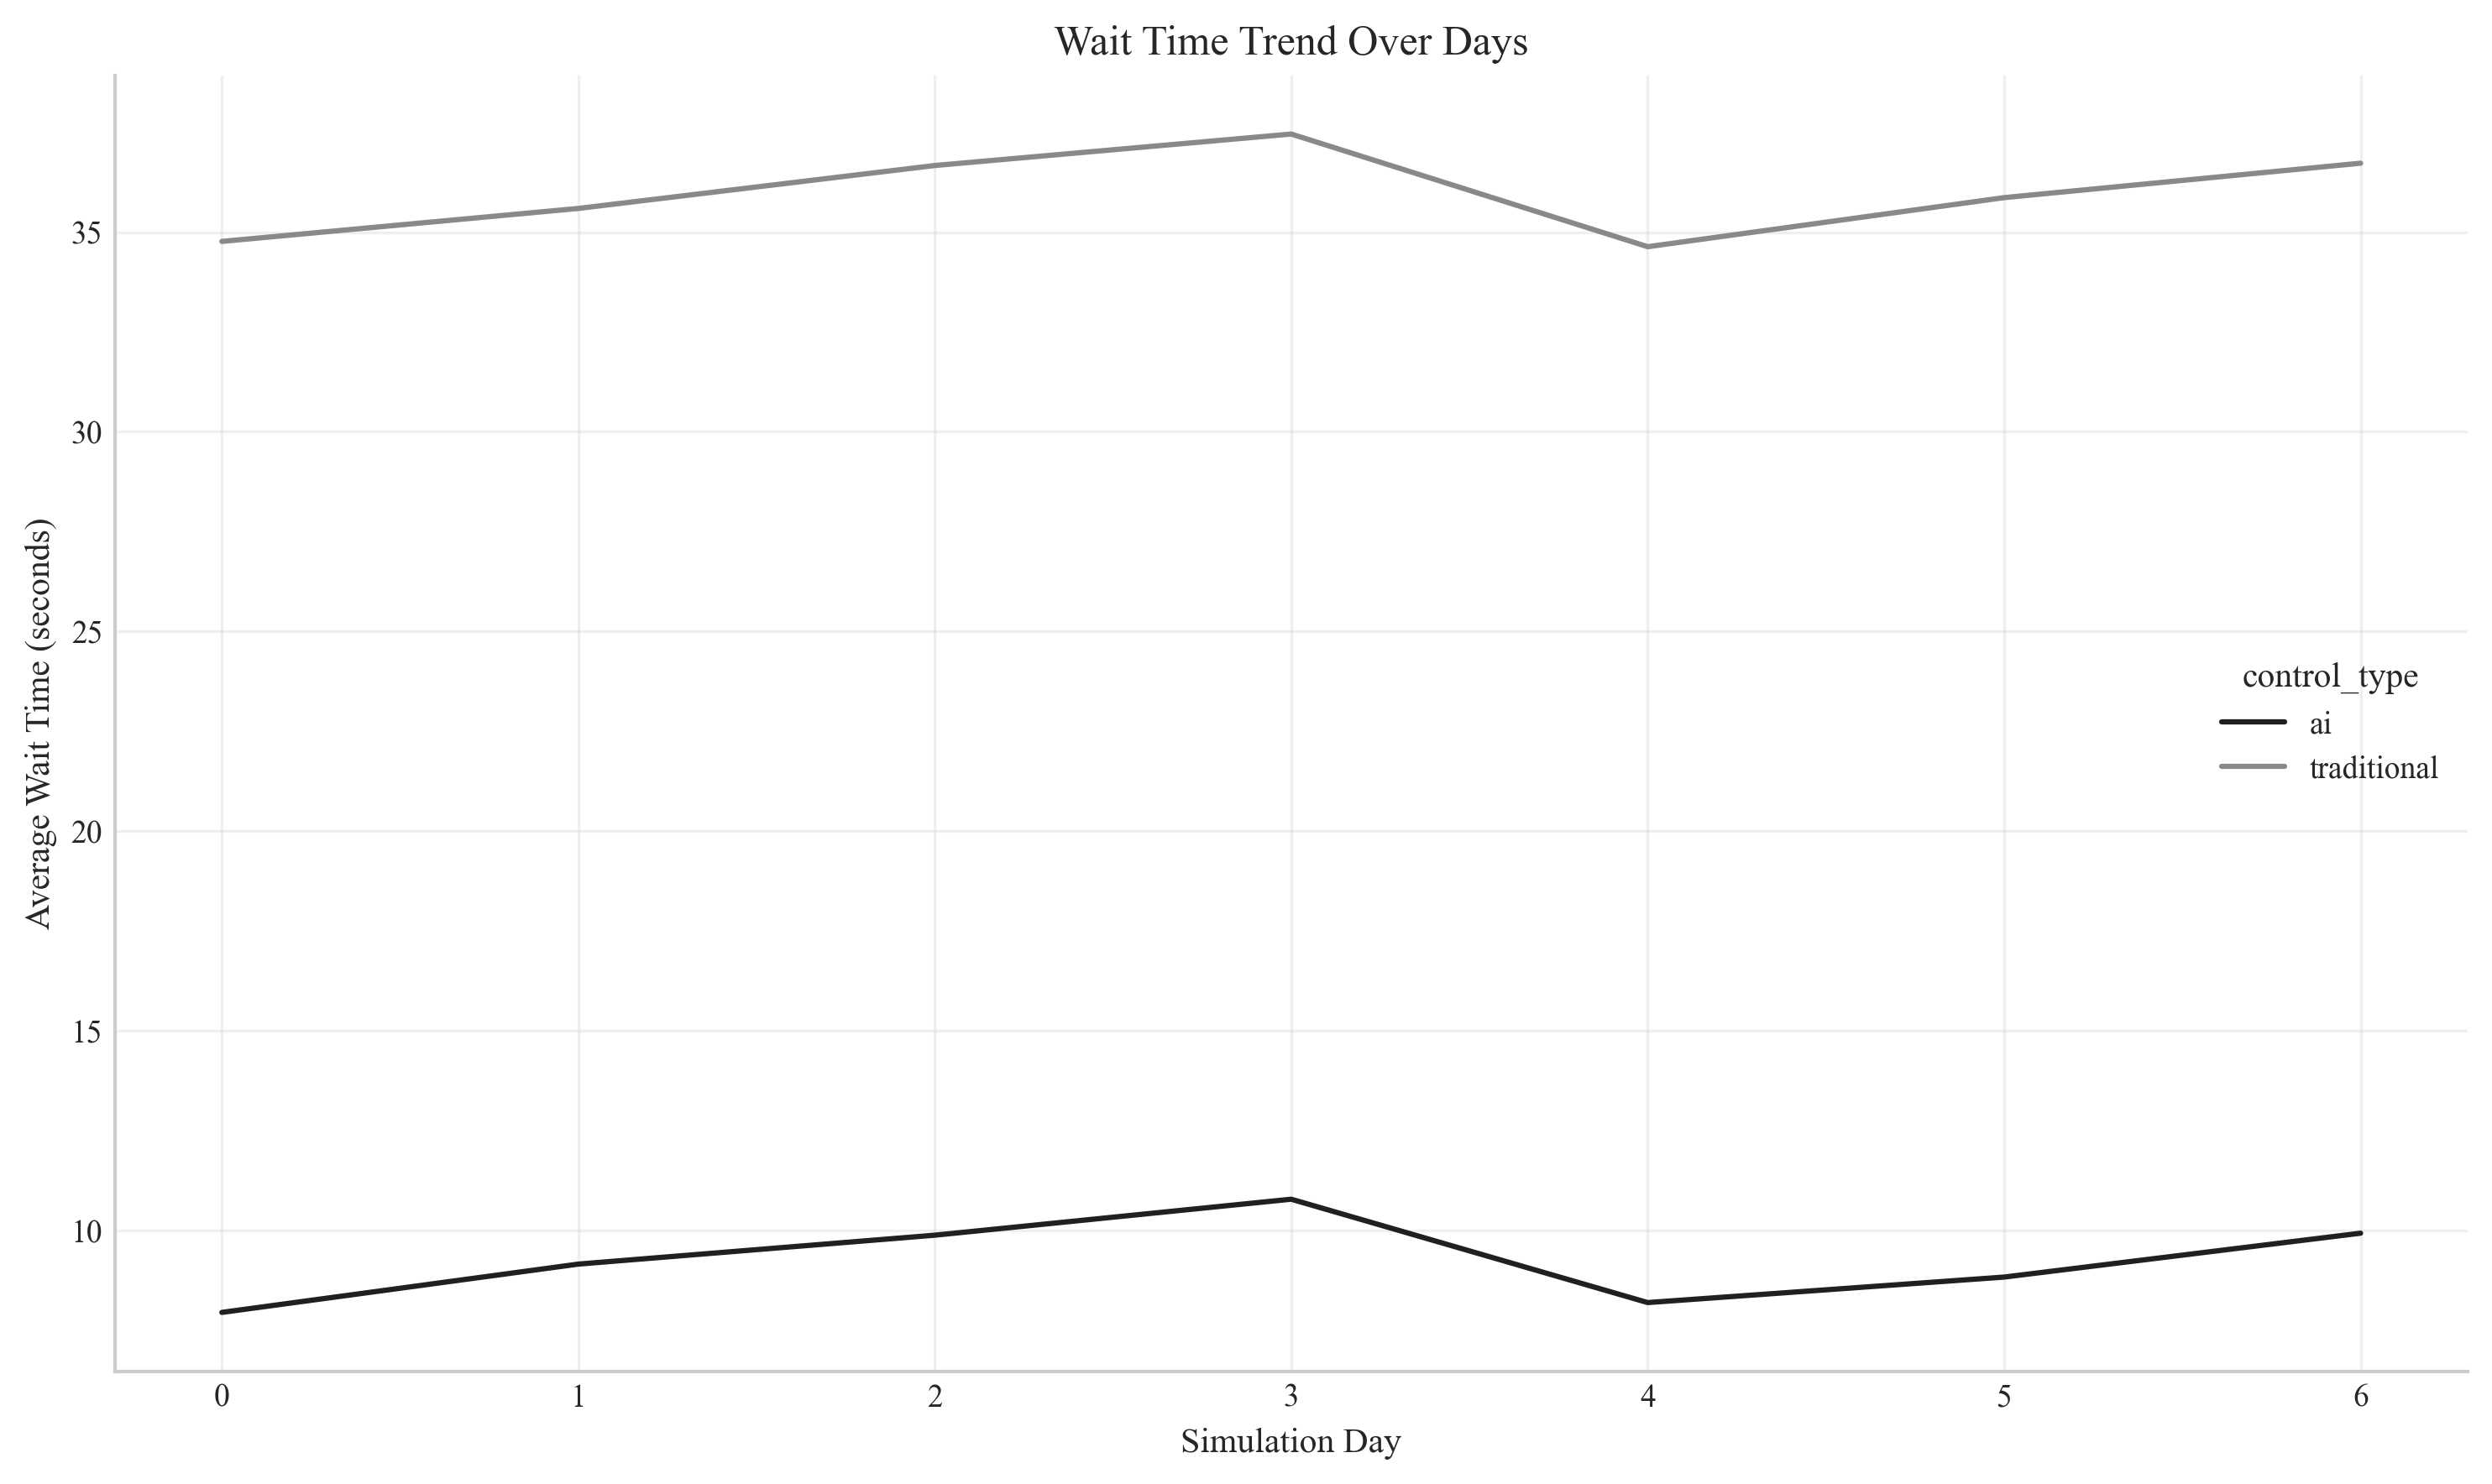 Wait Time Trend Over Days
Average Wait Time (seconds)
35
30
25
20
15
10
control_type
ai
traditional
0 1 2 3 4 5 6
Simulation Day